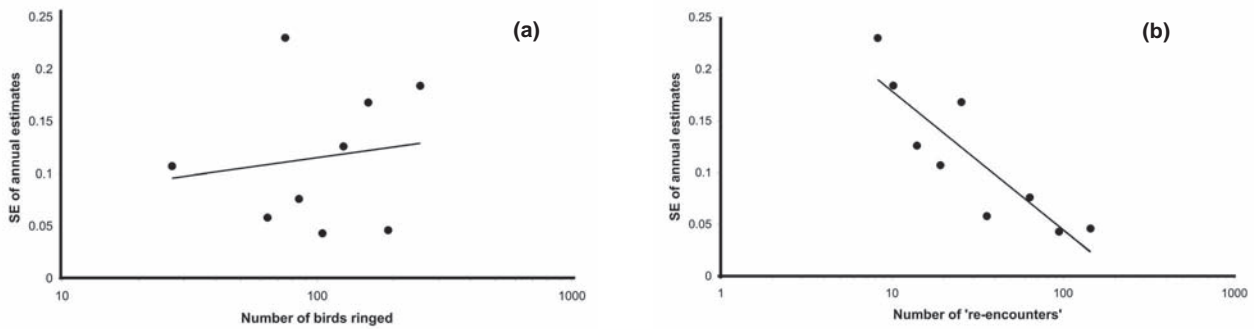 (a)
SE of annual estimates
0.25
0.2
0.15
0.1
0.05
0
10 100 1000
Number of birds ringed
(b)
SE of annual estimates
0.25
0.2
0.15
0.1
0.05
0
1 10 100 1000
Number of 're-encounters'